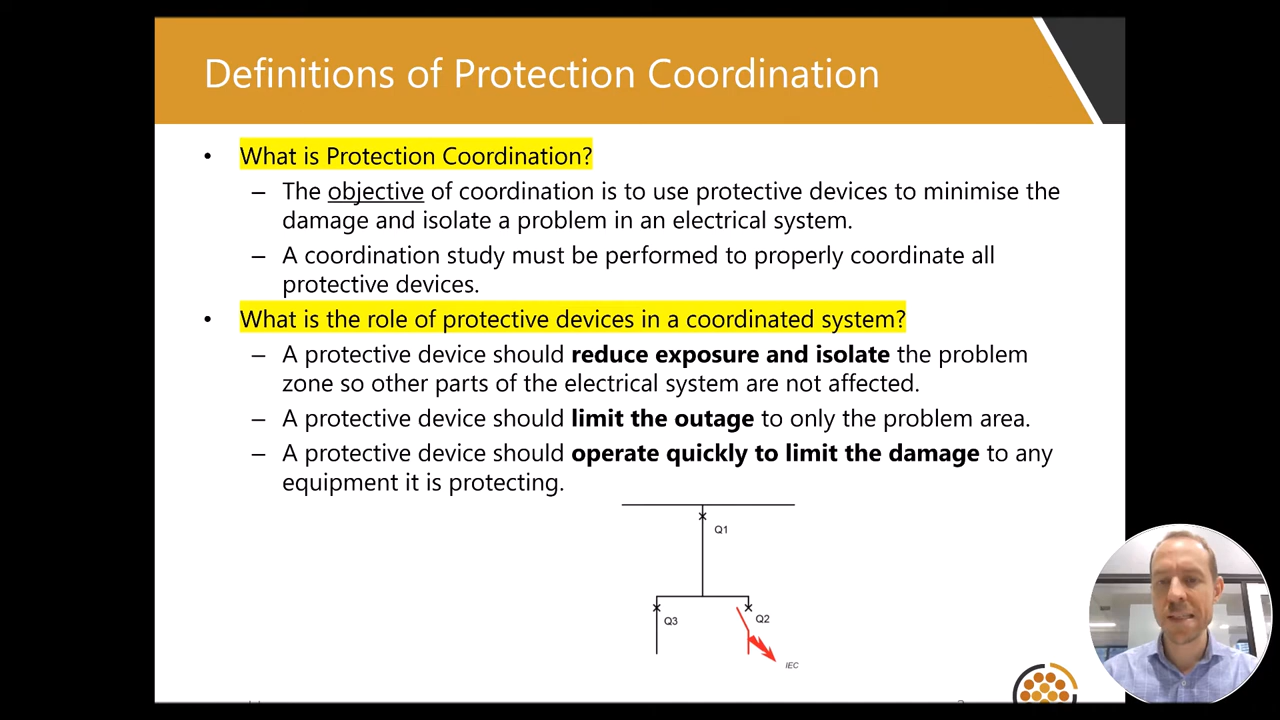 Definitions of Protection Coordination
• What is Protection Coordination?
– The objective of coordination is to use protective devices to minimise the
damage and isolate a problem in an electrical system.
– A coordination study must be performed to properly coordinate all
protective devices.
• What is the role of protective devices in a coordinated system?
– A protective device should reduce exposure and isolate the problem
zone so other parts of the electrical system are not affected.
– A protective device should limit the outage to only the problem area.
– A protective device should operate quickly to limit the damage to any
equipment it is protecting.
Q1
Q3
Q2
IEC